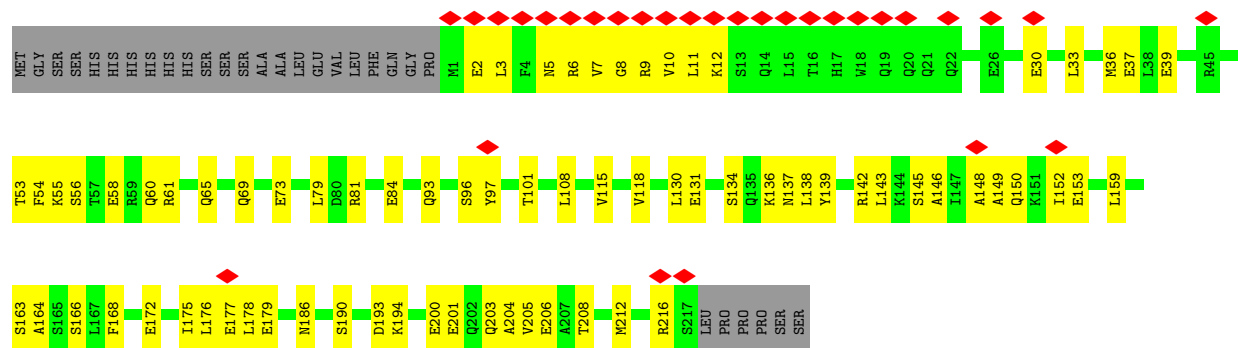 MET GLY SER SER HIS HIS HIS HIS HIS HIS SER SER SER ALA ALA LEU GLU VAL LEU PHE GLN GLY PRO M1 E2 L3 F4 N5 R6 V7 G8 R9 V10 L11 K12 S13 Q14 L15 T16 H17 W18 Q19 Q20 Q21 Q22 E26 E30 L33 M36 E37 L38 E39 R45
T53 F54 K55 S56 T57 E58 R59 Q60 R61 Q65 Q69 E73 L79 D80 R81 E84 Q93 S96 Y97 T101 L108 V115 V118 L130 E131 S134 Q135 K136 N137 L138 Y139 R142 L143 K144 S145 A146 I147 A148 A149 Q150 K151 I152 E153 L159
S163 A164 S165 S166 L167 F168 E172 I175 L176 E177 L178 E179 N186 S190 D193 K194 E200 E201 Q202 Q203 A204 V205 E206 A207 T208 M212 R216 S217 LEU PRO PRO PRO SER SER